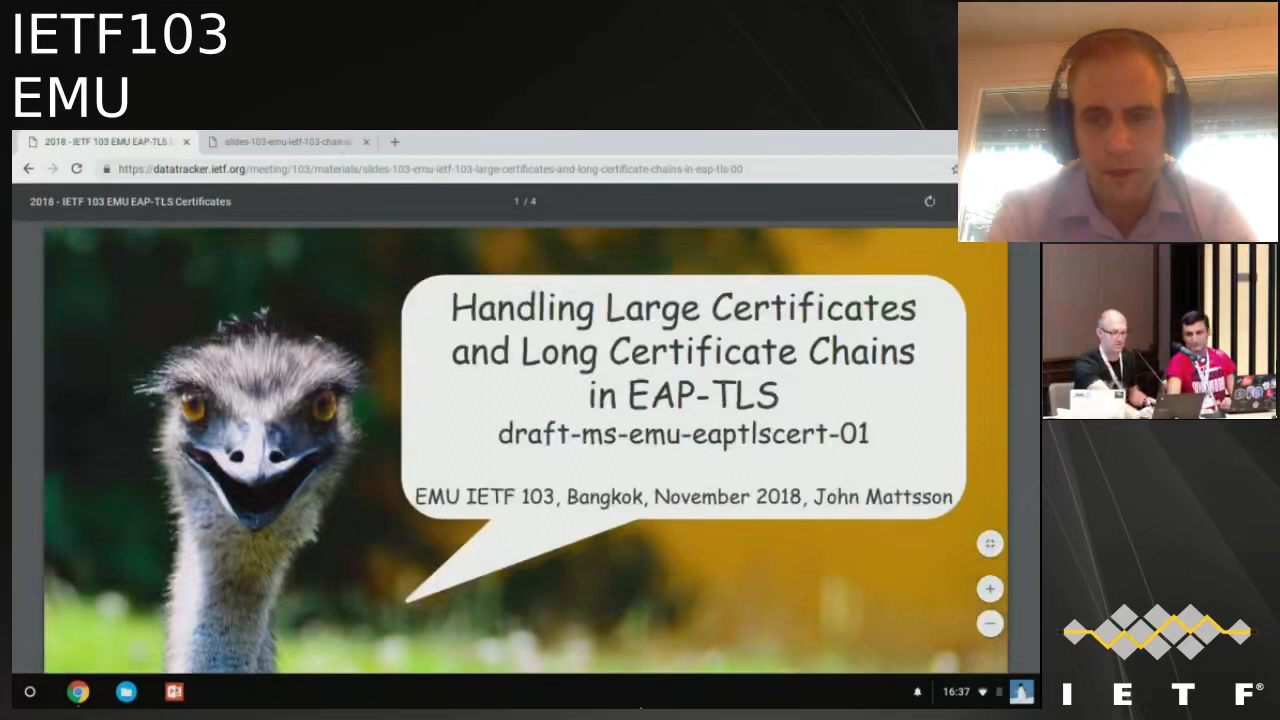 IETF103
EMU
2018 - IETF 103 EMU EAP-TLS
slides-103-emu-ietf-103-chair-sl
https://datatracker.ietf.org/meeting/103/materials/slides-103-emu-ietf-103-large-certificates-and-long-certificate-chains-in-eap-tls-00
2018 - IETF 103 EMU EAP-TLS Certificates
1 / 4
Handling Large Certificates
and Long Certificate Chains
in EAP-TLS
draft-ms-emu-eaptlscert-01
EMU IETF 103, Bangkok, November 2018, John Mattsson
16:37
I E T F®